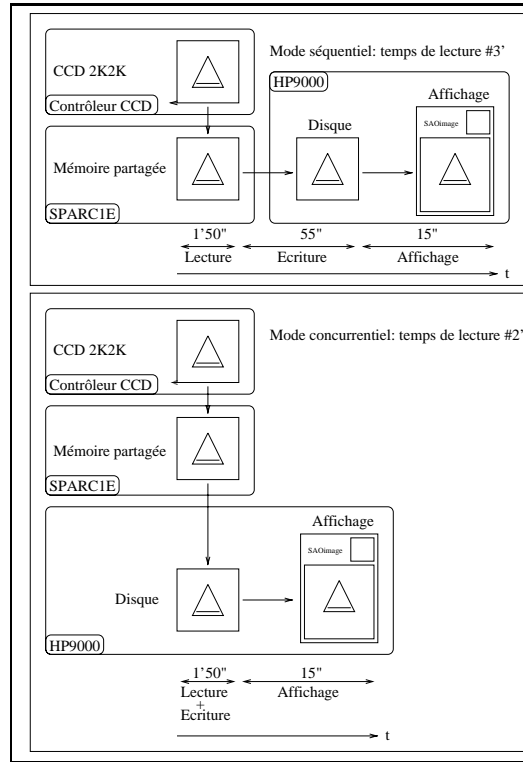 Mode séquentiel: temps de lecture #3'
CCD 2K2K
Contrôleur CCD
HP9000
Affichage
SAOimage
Disque
Mémoire partagée
SPARC1E
1'50" 55" 15"
Lecture Ecriture Affichage
t
Mode concurrentiel: temps de lecture #2'
CCD 2K2K
Contrôleur CCD
Mémoire partagée
SPARC1E
Affichage
SAOimage
Disque
HP9000
1'50" 15"
Lecture Affichage
+
Ecriture
t